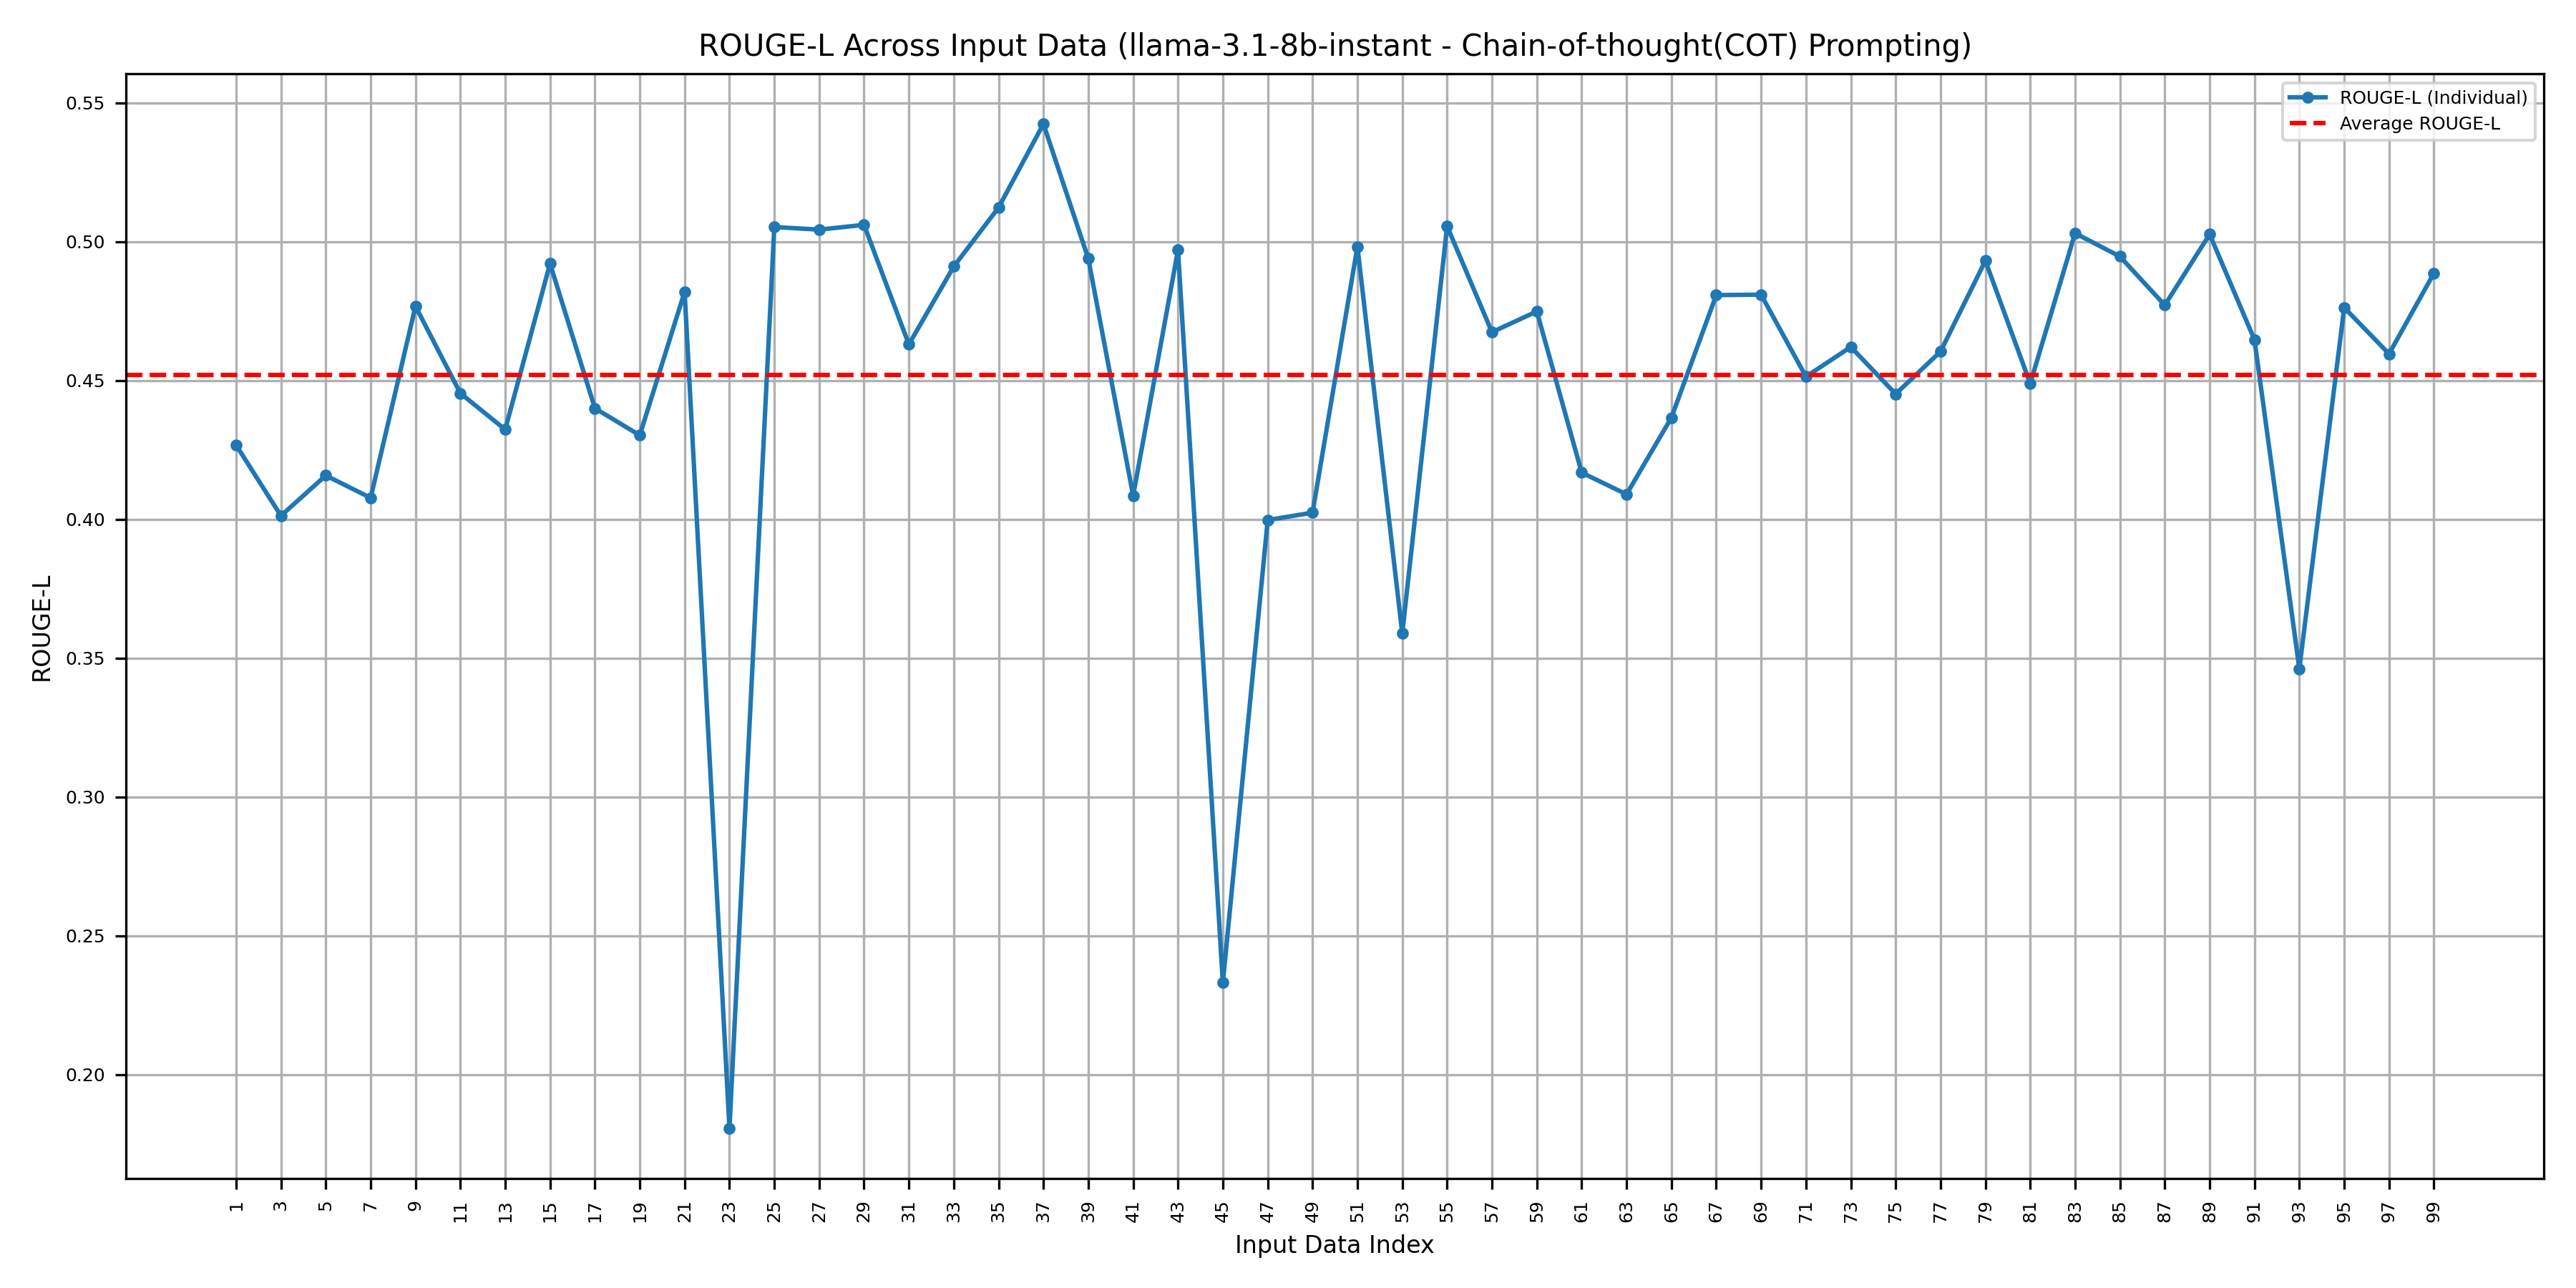 ROUGE-L Across Input Data (llama-3.1-8b-instant - Chain-of-thought(COT) Prompting)
ROUGE-L (Individual)
Average ROUGE-L
ROUGE-L
0.55
0.50
0.45
0.40
0.35
0.30
0.25
0.20
1 3 5 7 9 11 13 15 17 19 21 23 25 27 29 31 33 35 37 39 41 43 45 47 49 51 53 55 57 59 61 63 65 67 69 71 73 75 77 79 81 83 85 87 89 91 93 95 97 99
Input Data Index